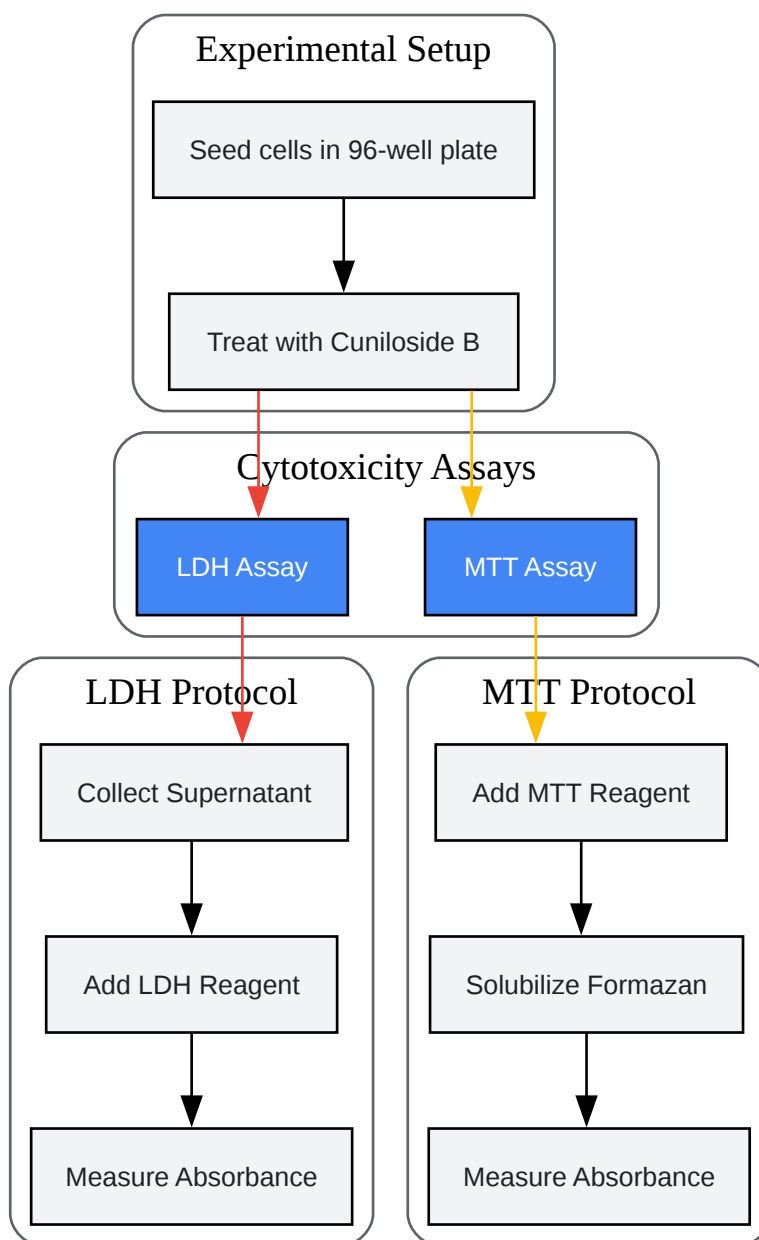 Experimental Setup
Seed cells in 96-well plate
Treat with Cuniloside B
Cytotoxicity Assays
LDH Assay
MTT Assay
LDH Protocol
Collect Supernatant
Add LDH Reagent
Measure Absorbance
MTT Protocol
Add MTT Reagent
Solubilize Formazan
Measure Absorbance